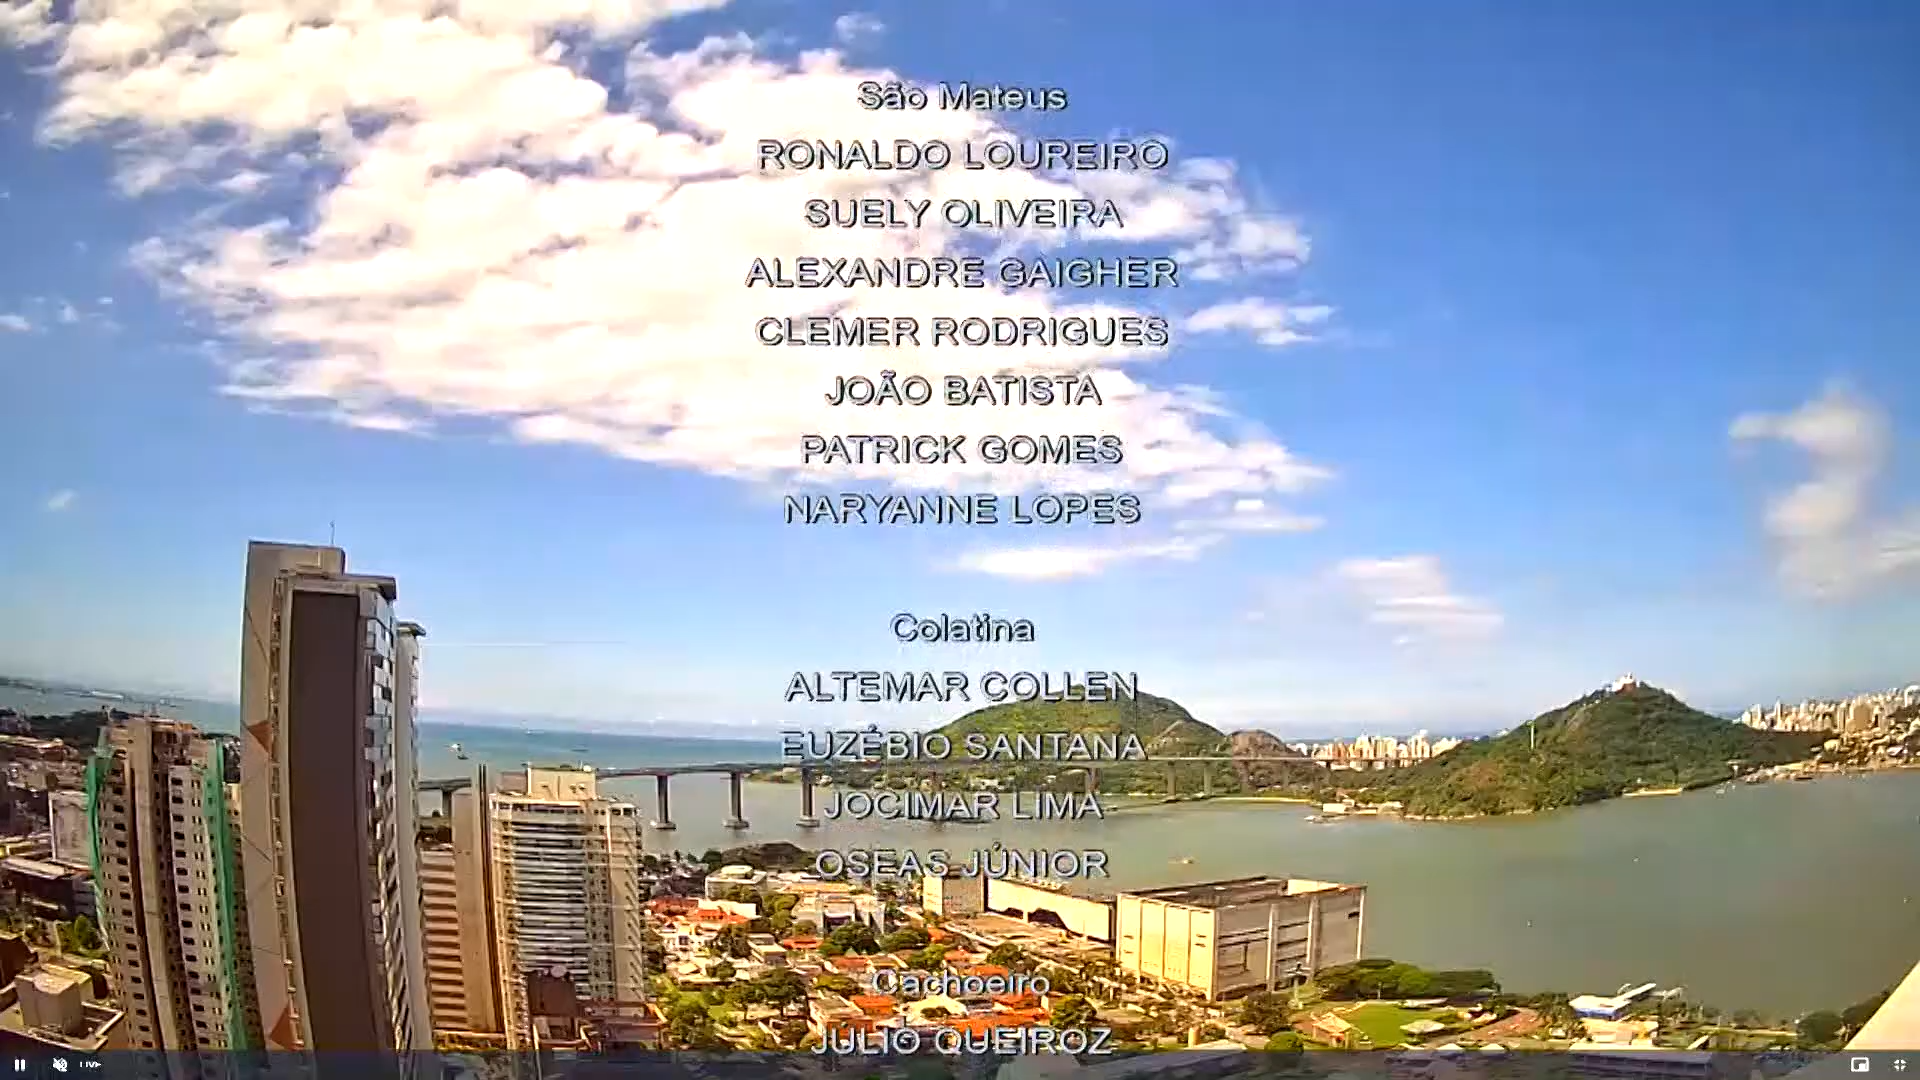 São Mateus
RONALDO LOUREIRO
SUELY OLIVEIRA
ALEXANDRE GAIGHER
CLEMER RODRIGUES
JOÃO BATISTA
PATRICK GOMES
NARYANNE LOPES
Colatina
ALTEMAR COLLEN
EUZÉBIO SANTANA
JOCIMAR LIMA
OSEAS JÚNIOR
Cachoeiro
JÚLIO QUEIROZ
LIVE